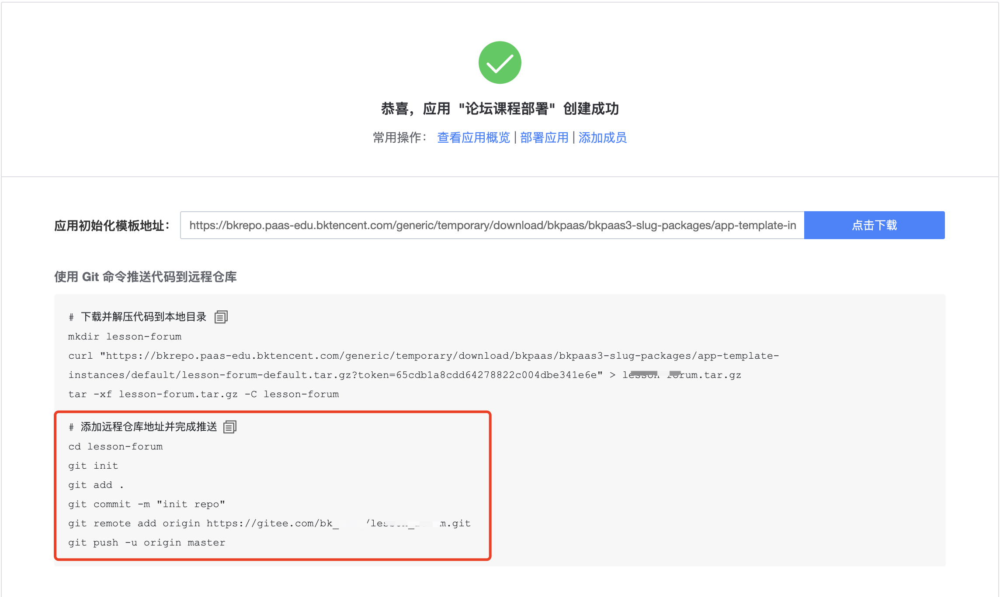 恭喜，应用 "论坛课程部署" 创建成功
常用操作： 查看应用概览 | 部署应用 | 添加成员
应用初始化模板地址： https://bkrepo.paas-edu.bktencent.com/generic/temporary/download/bkpaas/bkpaas3-slug-packages/app-template-in 点击下载
使用 Git 命令推送代码到远程仓库
# 下载并解压代码到本地目录
mkdir lesson-forum
curl "https://bkrepo.paas-edu.bktencent.com/generic/temporary/download/bkpaas/bkpaas3-slug-packages/app-template-
instances/default/lesson-forum-default.tar.gz?token=65cdb1a8cdd64278822c004dbe341e6e" > lesson-forum.tar.gz
tar -xf lesson-forum.tar.gz -C lesson-forum
# 添加远程仓库地址并完成推送
cd lesson-forum
git init
git add .
git commit -m "init repo"
git remote add origin https://gitee.com/bk_ m.git
git push -u origin master